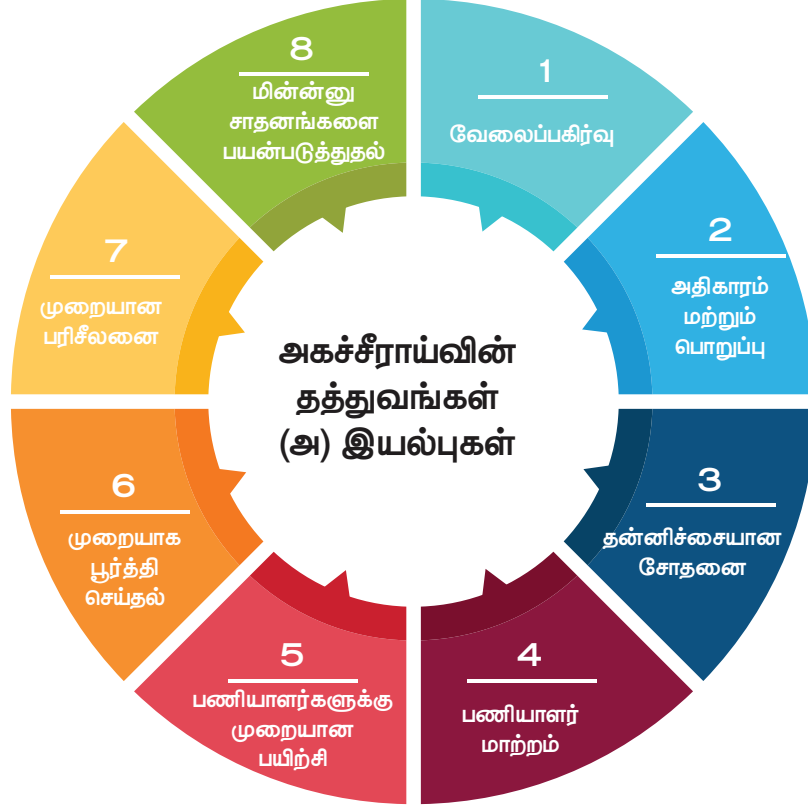 அகச்சீராய்வின்
தத்துவங்கள்
(அ) இயல்புகள்
1
வேலைப்பகிர்வு
2
அதிகாரம்
மற்றும்
பொறுப்பு
3
தன்னிச்சையான
சோதனை
4
பணியாளர்
மாற்றம்
5
பணியாளர்களுக்கு
முறையான
பயிற்சி
6
முறையாக
பூர்த்தி
செய்தல்
7
முறையான
பரிசீலனை
8
மின்ன்னு
சாதனங்களை
பயன்படுத்துதல்